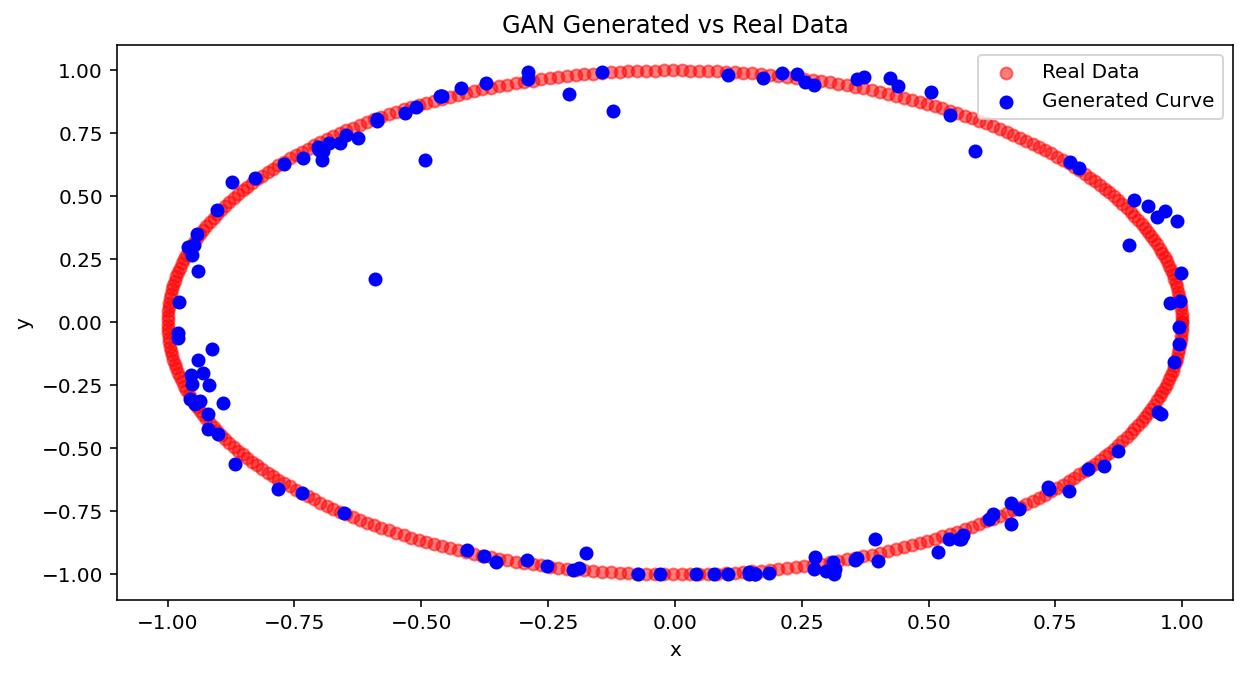 GAN Generated vs Real Data
Real Data
Generated Curve
1.00
0.75
0.50
0.25
0.00
−0.25
−0.50
−0.75
−1.00
y
−1.00 −0.75 −0.50 −0.25 0.00 0.25 0.50 0.75 1.00
x